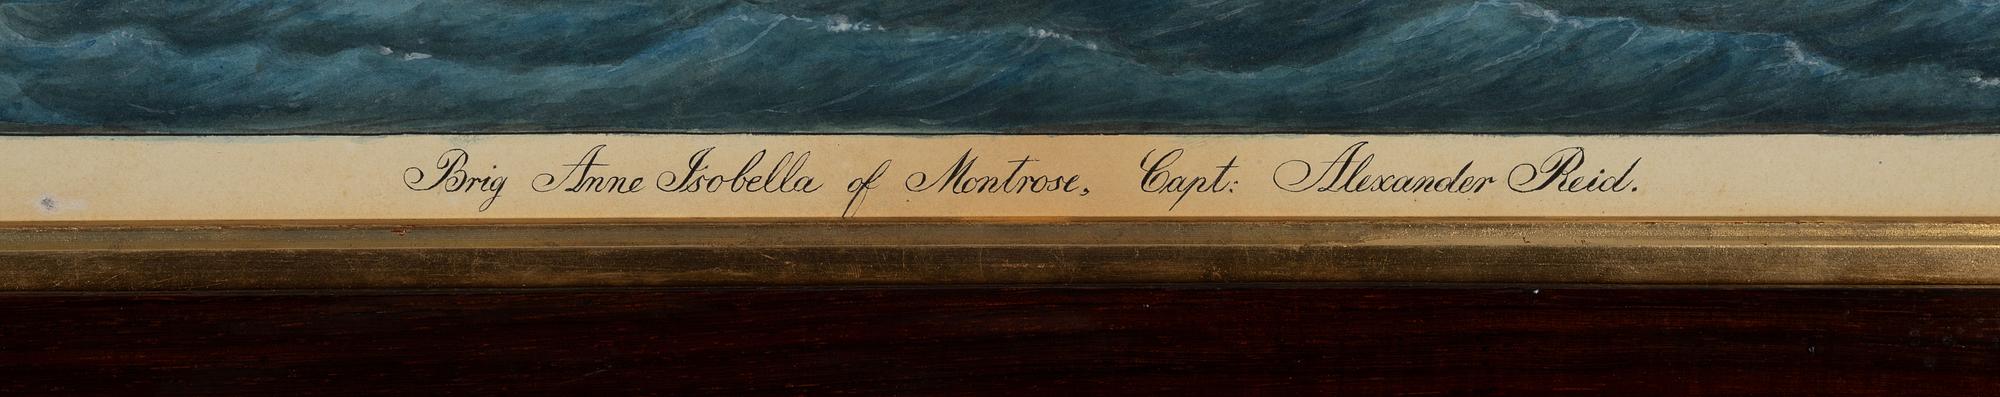 Brig Anne Isobella of Montrose, Capt: Alexander Reid.